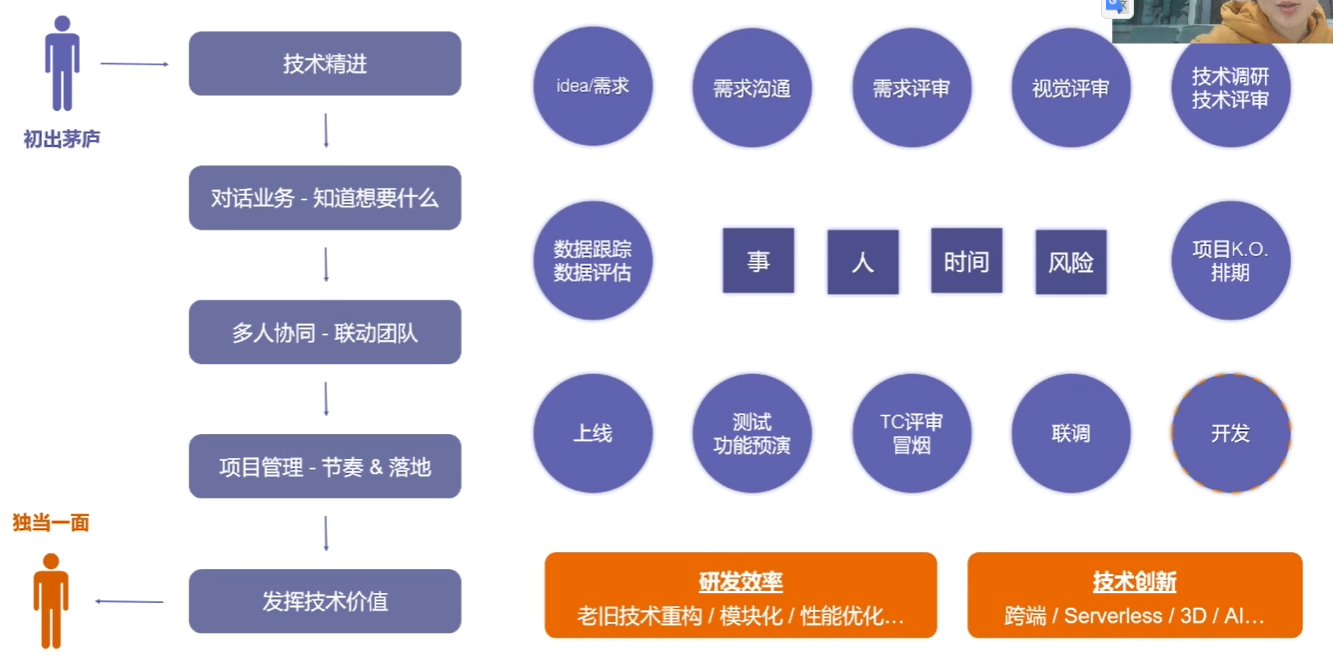 初出茅庐
技术精进
对话业务 - 知道想要什么
多人协同 - 联动团队
项目管理 - 节奏 & 落地
发挥技术价值
独当一面
idea/需求
需求沟通
需求评审
视觉评审
技术调研
技术评审
数据跟踪
数据评估
事
人
时间
风险
项目K.O.
排期
上线
测试
功能预演
TC评审
冒烟
联调
开发
研发效率
老旧技术重构 / 模块化 / 性能优化...
技术创新
跨端 / Serverless / 3D / AI...